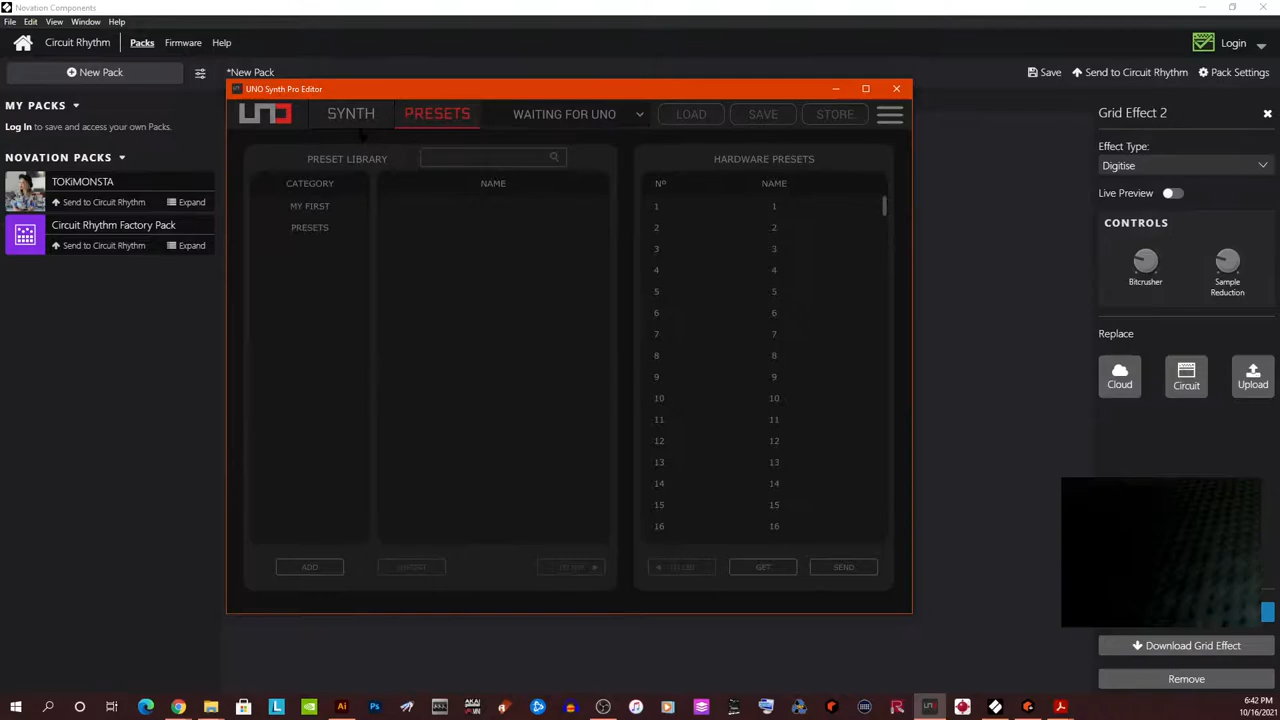 Novation Components
File Edit View Window Help
Circuit Rhythm Packs Firmware Help Login
New Pack *New Pack Save Send to Circuit Rhythm Pack Settings
MY PACKS
Log In to save and access your own Packs.
NOVATION PACKS
TOKiMONSTA
Send to Circuit Rhythm Expand
Circuit Rhythm Factory Pack
Send to Circuit Rhythm Expand
UNO Synth Pro Editor
UNO SYNTH PRESETS WAITING FOR UNO LOAD SAVE STORE
PRESET LIBRARY
CATEGORY NAME
MY FIRST
PRESETS
ADD
HARDWARE PRESETS
Nº NAME
1 1
2 2
3 3
4 4
5 5
6 6
7 7
8 8
9 9
10 10
11 11
12 12
13 13
14 14
15 15
16 16
GET SEND
Grid Effect 2
Effect Type:
Digitise
Live Preview
CONTROLS
Bitcrusher Sample
Reduction
Replace
Cloud Circuit Upload
Download Grid Effect
Remove
6:42 PM
10/16/2021